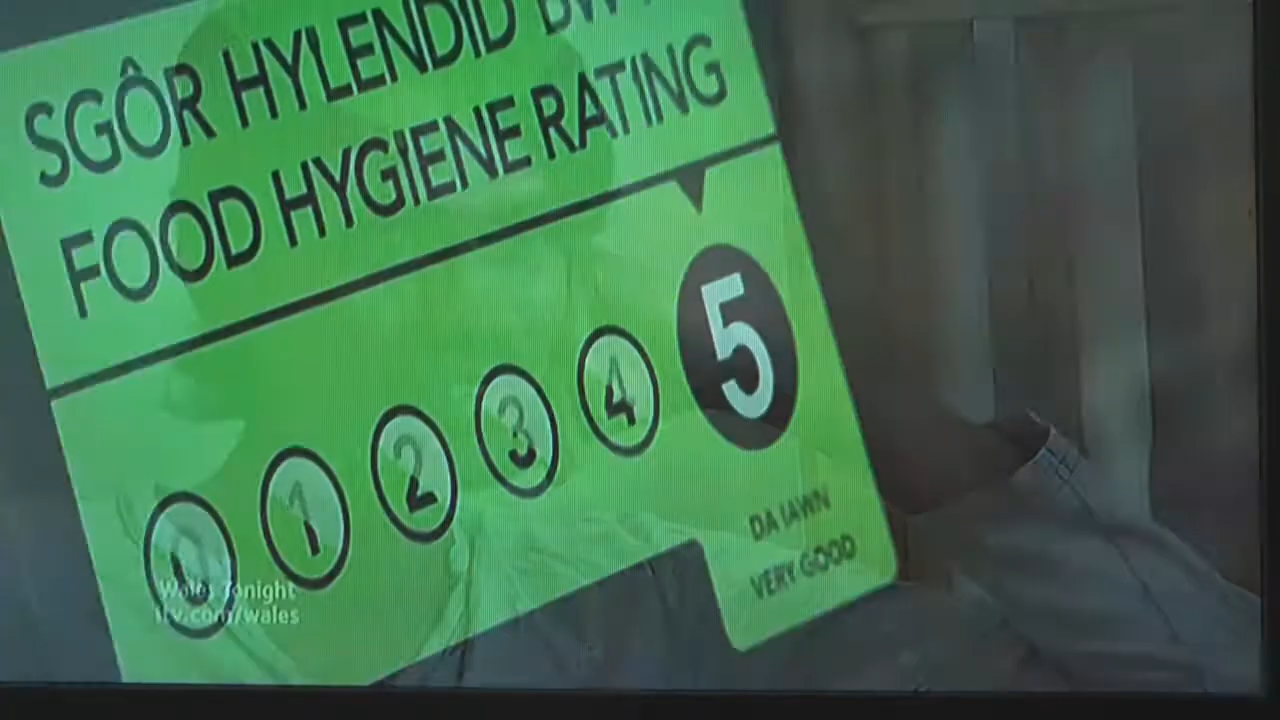 SGÔR HYLENDID
FOOD HYGIENE RATING
0 1 2 3 4 5
DA IAWN
VERY GOOD
Wales Tonight
itv.com/wales